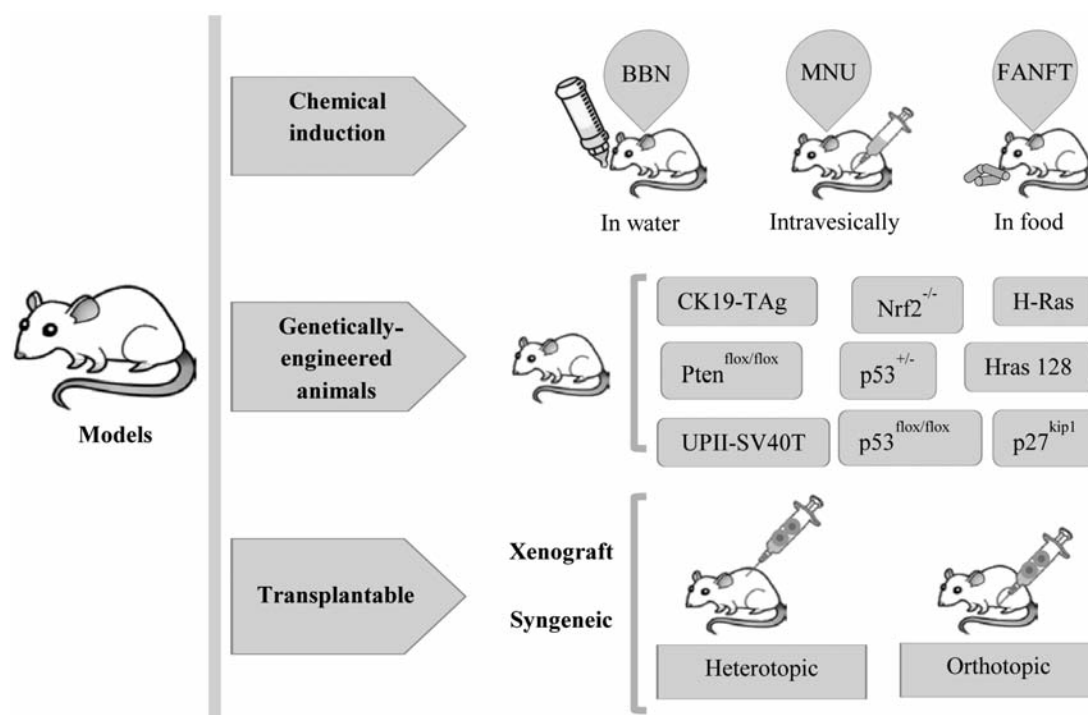 Models
Chemical
induction
BBN
MNU
FANFT
In water
Intravesically
In food
Genetically-
engineered
animals
CK19-TAg
Nrf2-/-
H-Ras
Ptenflox/flox
p53+/-
Hras 128
UPII-SV40T
p53flox/flox
p27kip1
Transplantable
Xenograft
Syngeneic
Heterotopic
Orthotopic